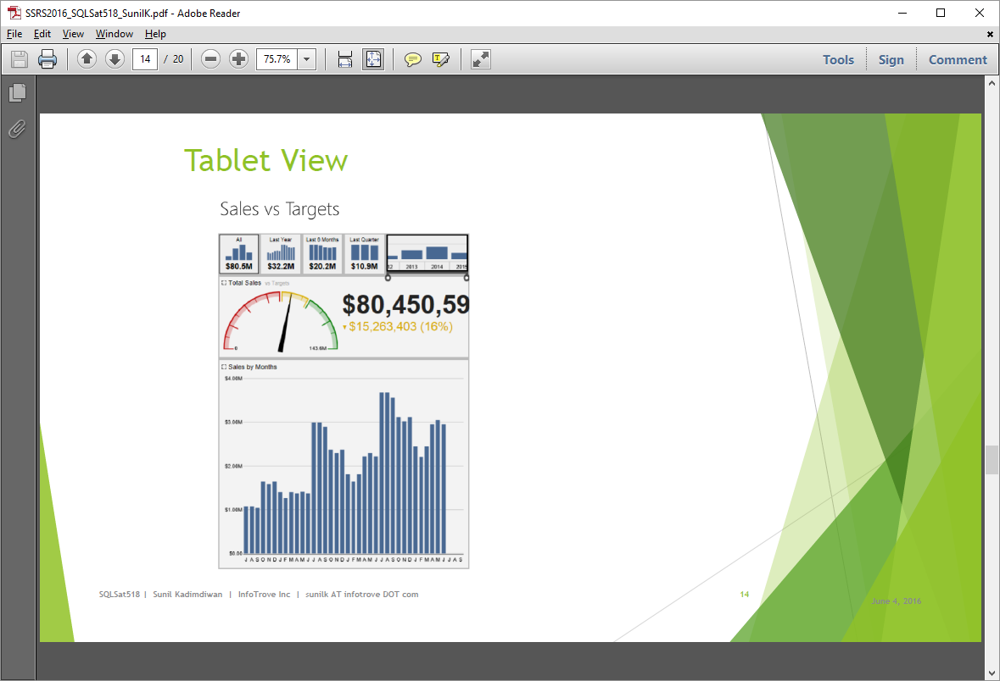 SSRS2016_SQLSat518_SunilK.pdf - Adobe Reader
File Edit View Window Help
14 / 20 75.7% Tools Sign Comment
Tablet View
Sales vs Targets
All Last Year Last 6 Months Last Quarter
$80.5M $32.2M $20.2M $10.9M 12 2013 2014 2015
Total Sales vs Targets
$80,450,59
$15,263,403 (16%)
0 143.6M
Sales by Months
$4.00M
$3.00M
$2.00M
$1.00M
$0.00
J A S O N D J F M A M J J A S O N D J F M A M J J A S O N D J F M A M J J A S
SQLSat518 | Sunil Kadimdiwan | InfoTrove Inc | sunilk AT infotrove DOT com 14 June 4, 2016